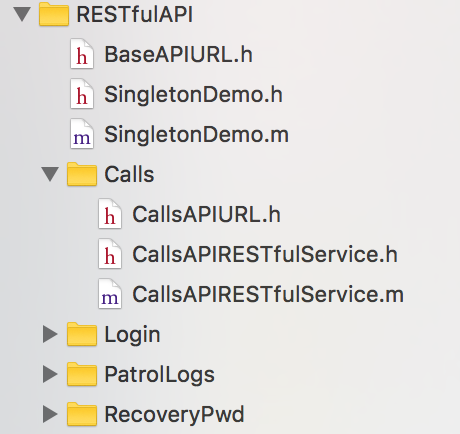 RESTfulAPI
h BaseAPIURL.h
h SingletonDemo.h
m SingletonDemo.m
Calls
h CallsAPIURL.h
h CallsAPIRESTfulService.h
m CallsAPIRESTfulService.m
Login
PatrolLogs
RecoveryPwd